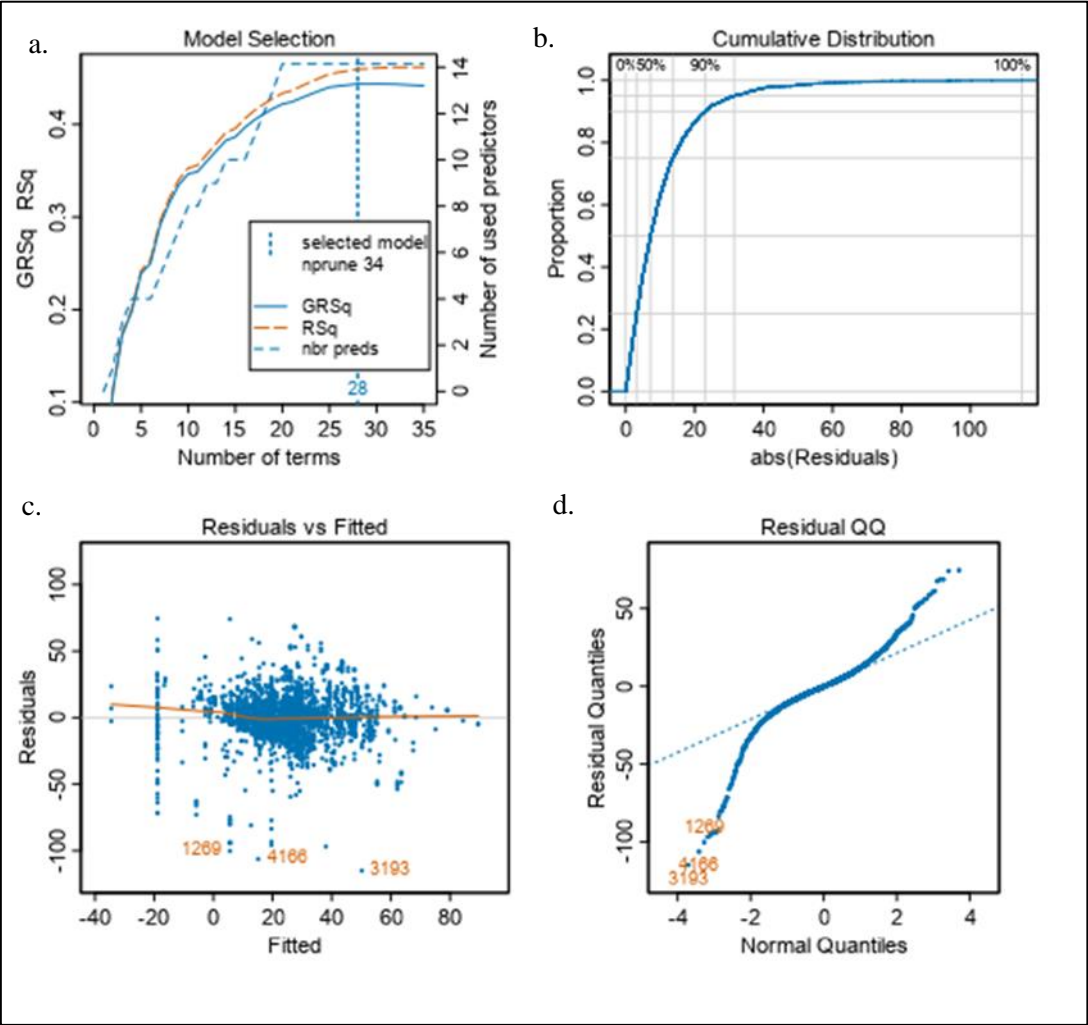 a.
Model Selection
GRSq RSq
0.1 0.2 0.3 0.4
0 2 4 6 8 10 12 14
Number of used predictors
selected model
nprune 34
GRSq
RSq
nbr preds
28
0 5 10 15 20 25 30 35
Number of terms
b.
Cumulative Distribution
0% 50% 90% 100%
Proportion
0.0 0.2 0.4 0.6 0.8 1.0
0 20 40 60 80 100
abs(Residuals)
c.
Residuals vs Fitted
Residuals
-100 -50 0 50 100
1269 4166 3193
-40 -20 0 20 40 60 80
Fitted
d.
Residual QQ
Residual Quantiles
-100 -50 0 50
1269
4166
3193
-4 -2 0 2 4
Normal Quantiles